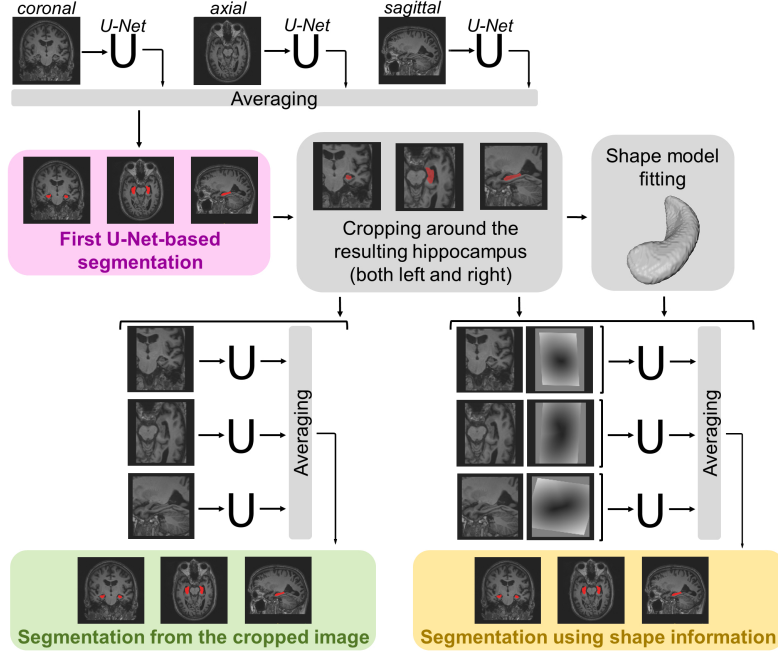 coronal
U-Net
axial
U-Net
sagittal
U-Net
U
U
U
Averaging
First U-Net-based
segmentation
Cropping around the
resulting hippocampus
(both left and right)
Shape model
fitting
U
U
U
Averaging
U
U
U
Averaging
Segmentation from the cropped image
Segmentation using shape information